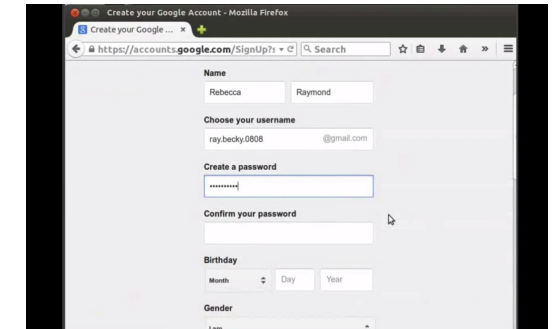 Create your Google Account - Mozilla Firefox
Create your Google ... ×
https://accounts.google.com/SignUp?s Search
Name
Rebecca Raymond
Choose your username
ray.becky.0808 @gmail.com
Create a password
••••••••••
Confirm your password
Birthday
Month Day Year
Gender
I am